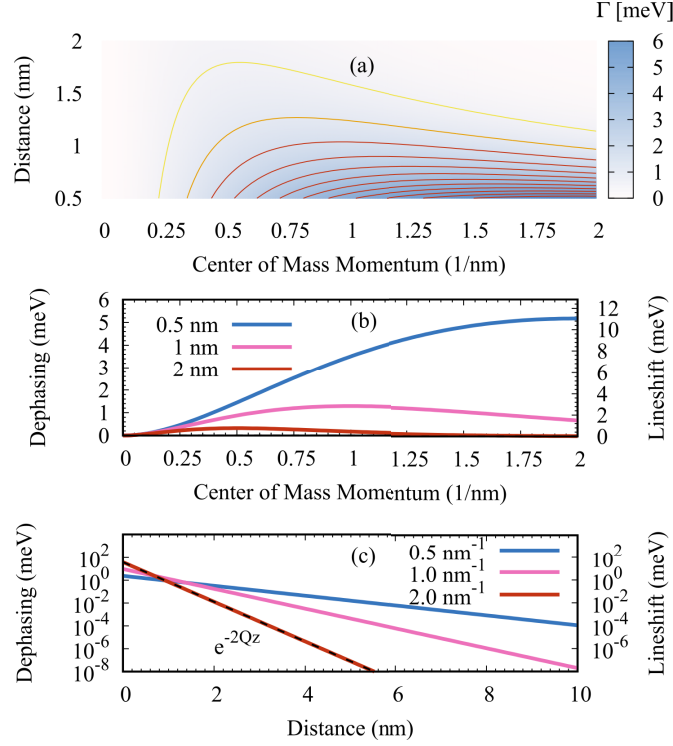 Γ [meV]
(a)
Distance (nm)
2
1.5
1
0.5
6
5
4
3
2
1
0
0 0.25 0.5 0.75 1 1.25 1.5 1.75 2
Center of Mass Momentum (1/nm)
(b)
Dephasing (meV)
6
5
4
3
2
1
0
0.5 nm
1 nm
2 nm
Lineshift (meV)
12
10
8
6
4
2
0
0 0.25 0.5 0.75 1 1.25 1.5 1.75 2
Center of Mass Momentum (1/nm)
(c)
Dephasing (meV)
10²
10⁰
10⁻²
10⁻⁴
10⁻⁶
10⁻⁸
0.5 nm⁻¹
1.0 nm⁻¹
2.0 nm⁻¹
e⁻²Qz
Lineshift (meV)
10²
10⁰
10⁻²
10⁻⁴
10⁻⁶
0 2 4 6 8 10
Distance (nm)